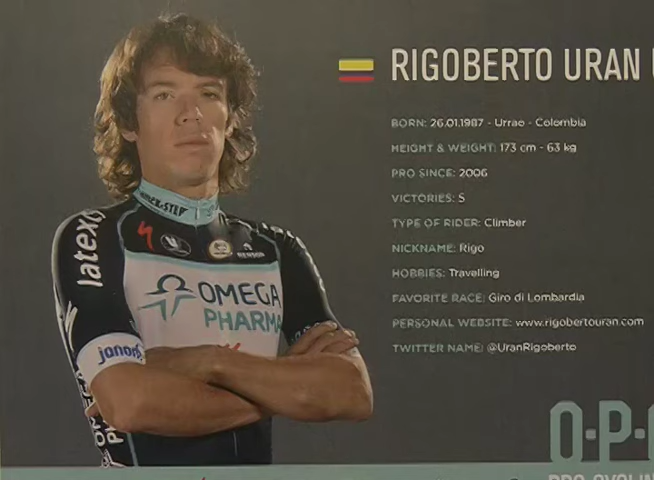 RIGOBERTO URAN U
BORN: 26.01.1987 - Urrao - Colombia
HEIGHT & WEIGHT: 173 cm - 63 kg
PRO SINCE: 2006
VICTORIES: 5
TYPE OF RIDER: Climber
NICKNAME: Rigo
HOBBIES: Travelling
FAVORITE RACE: Giro di Lombardia
PERSONAL WEBSITE: www.rigobertouran.com
TWITTER NAME: @UranRigoberto
latexco
OMEGA
PHARMA
janom
O·P·